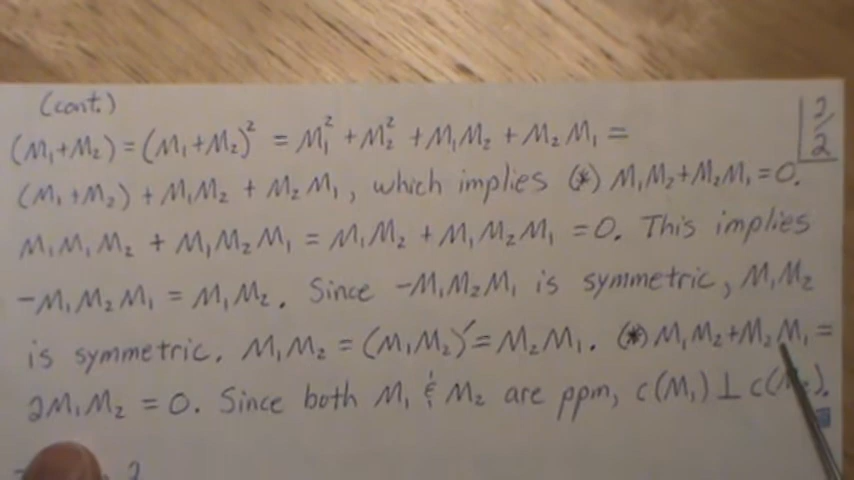 (cont.)
2/2
(M₁+M₂) = (M₁+M₂)² = M₁² + M₂² + M₁M₂ + M₂M₁ =
(M₁+M₂) + M₁M₂ + M₂M₁, which implies (*) M₁M₂+M₂M₁=0.
M₁M₁M₂ + M₁M₂M₁ = M₁M₂ + M₁M₂M₁ = 0. This implies
-M₁M₂M₁ = M₁M₂. Since -M₁M₂M₁ is symmetric, M₁M₂
is symmetric. M₁M₂ = (M₁M₂)′ = M₂M₁. (*) M₁M₂+M₂M₁ =
2M₁M₂ = 0. Since both M₁ & M₂ are ppm, c(M₁) ⊥ c(M₂).
2